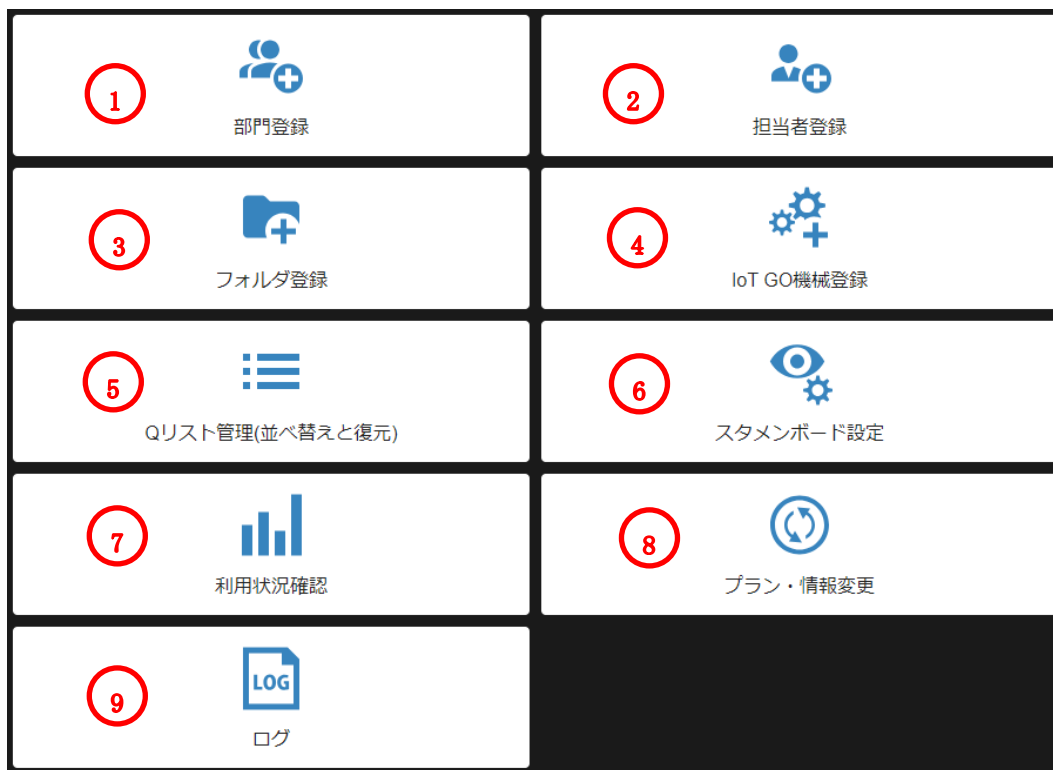 1
部門登録
2
担当者登録
3
フォルダ登録
4
IoT GO機械登録
5
Qリスト管理(並べ替えと復元)
6
スタメンボード設定
7
利用状況確認
8
プラン・情報変更
9
LOG
ログ